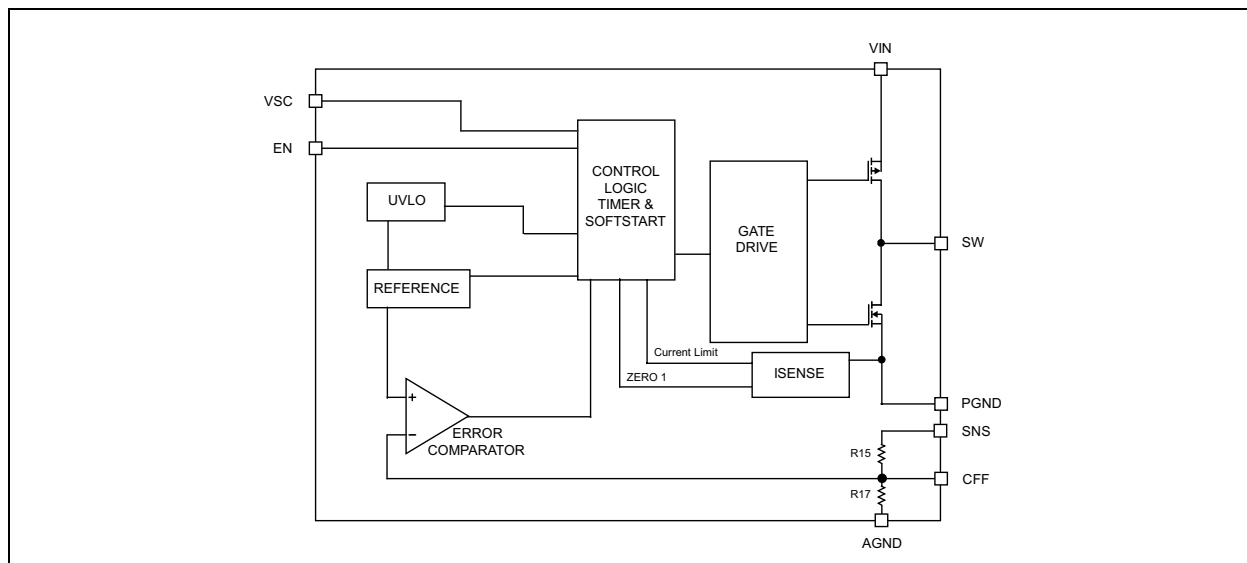 VIN
VSC
EN
CONTROL
LOGIC
TIMER &
SOFTSTART
UVLO
GATE
DRIVE
SW
REFERENCE
Current Limit
ISENSE
ZERO 1
+
−
ERROR
COMPARATOR
PGND
SNS
R15
CFF
R17
AGND